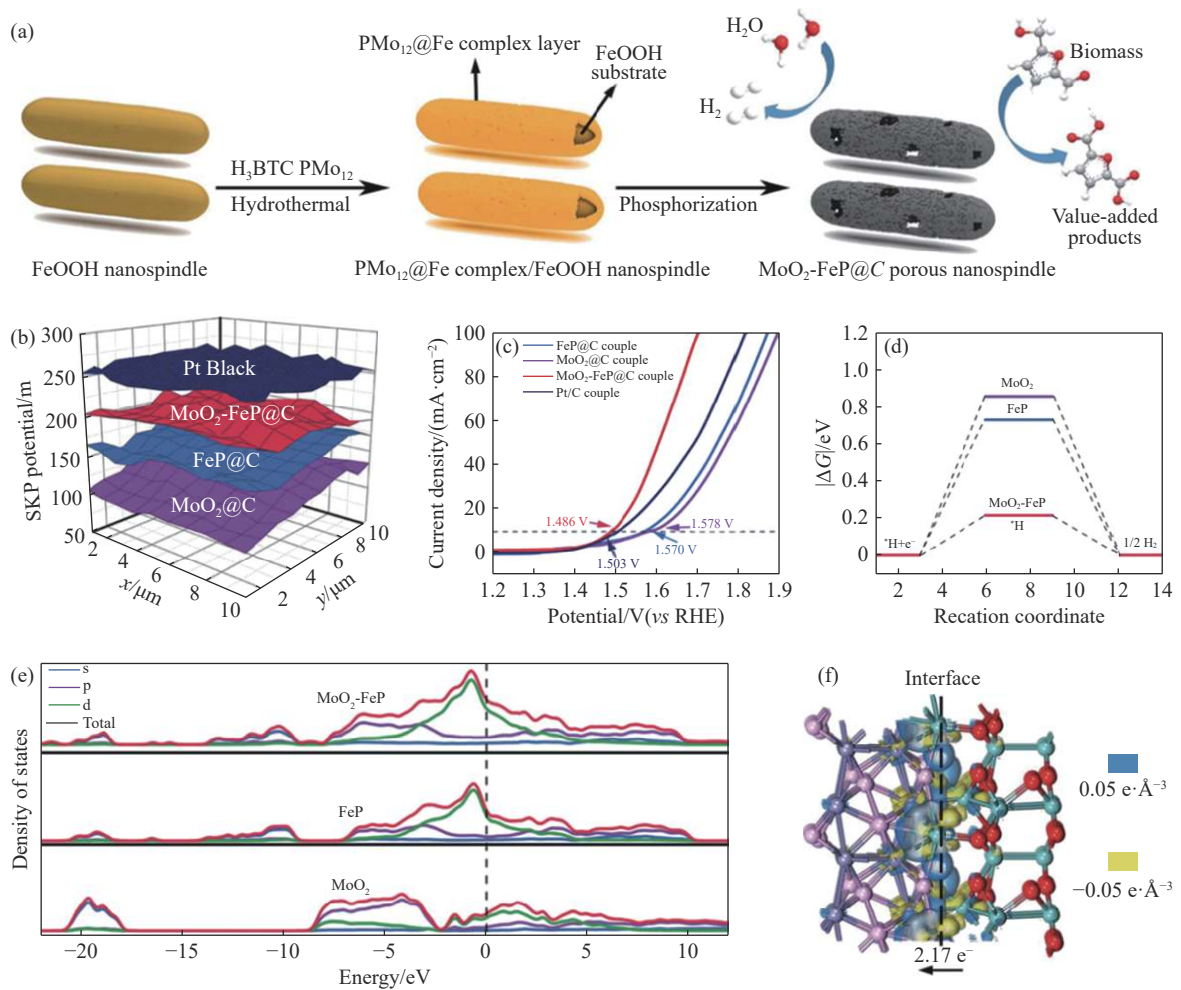 (a)
PMo₁₂@Fe complex layer
FeOOH
substrate
H₂O
H₂
Biomass
H₃BTC PMo₁₂
Hydrothermal
Phosphorization
Value-added
products
FeOOH nanospindle
PMo₁₂@Fe complex/FeOOH nanospindle
MoO₂-FeP@C porous nanospindle
(b)
300
250
200
150
100
50
SKP potential/m
Pt Black
MoO₂-FeP@C
FeP@C
MoO₂@C
2
4
6
8
10
x/μm
2
4
6
8
10
y/μm
(c)
FeP@C couple
MoO₂@C couple
MoO₂-FeP@C couple
Pt/C couple
100
80
60
40
20
0
Current density/(mA·cm⁻²)
1.486 V
1.578 V
1.570 V
1.503 V
1.2 1.3 1.4 1.5 1.6 1.7 1.8 1.9
Potential/V(vs RHE)
(d)
1.2
1.0
0.8
0.6
0.4
0.2
0
|ΔG|/eV
MoO₂
FeP
MoO₂-FeP
*H
*H+e⁻
1/2 H₂
2 4 6 8 10 12 14
Recation coordinate
(e)
s
p
d
Total
MoO₂-FeP
FeP
MoO₂
Density of states
−20 −15 −10 −5 0 5 10
Energy/eV
(f)
Interface
0.05 e·Å⁻³
−0.05 e·Å⁻³
2.17 e⁻